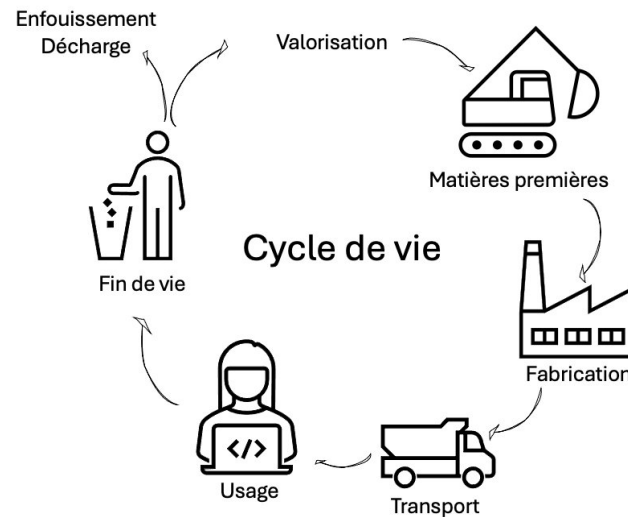 Enfouissement
Décharge
Valorisation
Matières premières
Cycle de vie
Fin de vie
Fabrication
</>
Usage
Transport